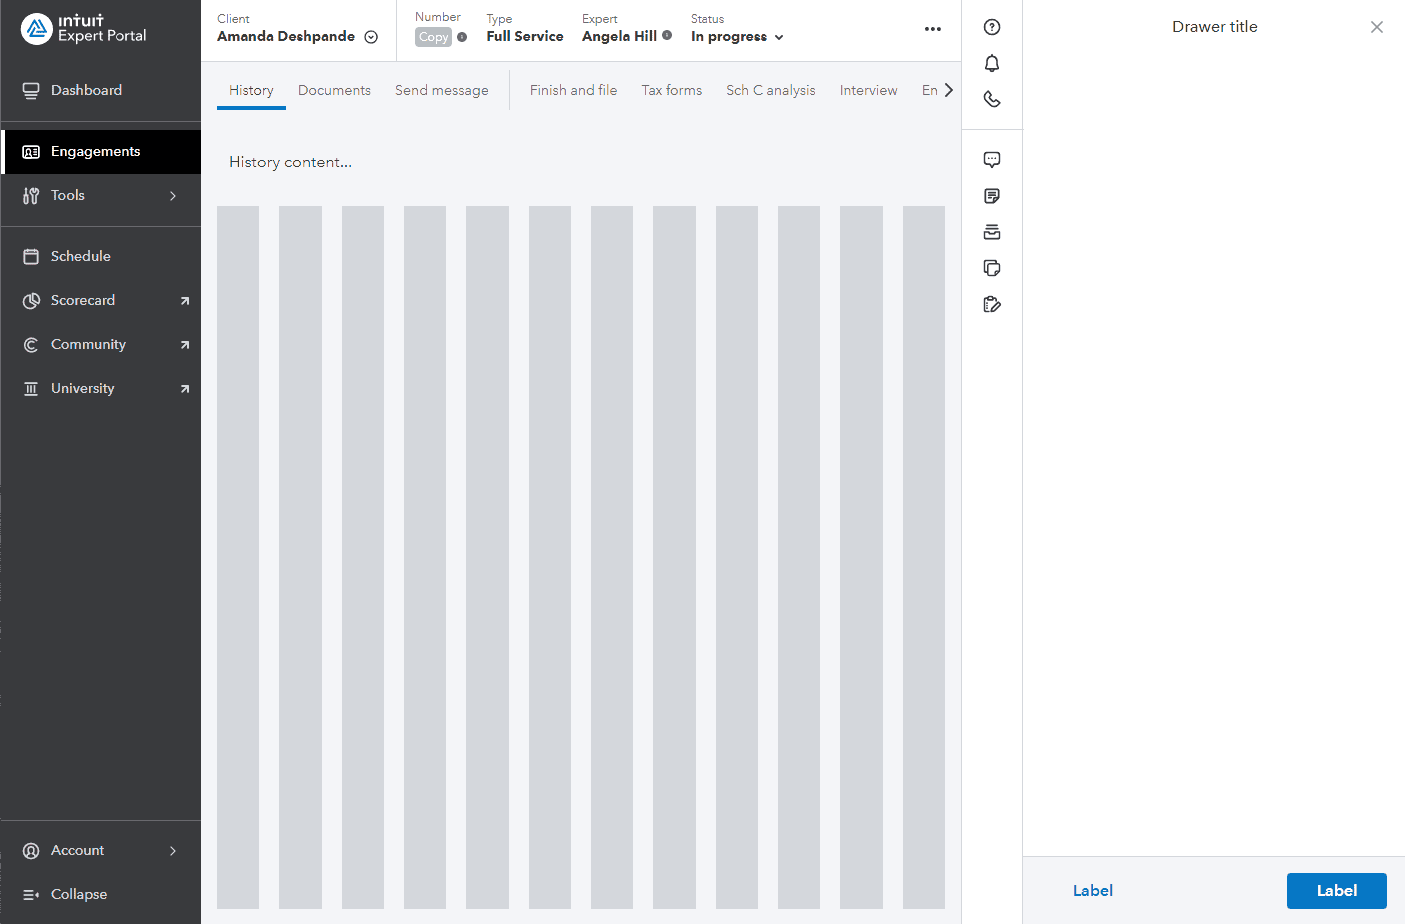 ıntuıt
Expert Portal
Dashboard
Engagements
Tools
Schedule
Scorecard
Community
University
Account
Collapse
Client
Amanda Deshpande
Number
Copy
Type
Full Service
Expert
Angela Hill
Status
In progress
History
Documents
Send message
Finish and file
Tax forms
Sch C analysis
Interview
En
History content...
Drawer title
Label
Label